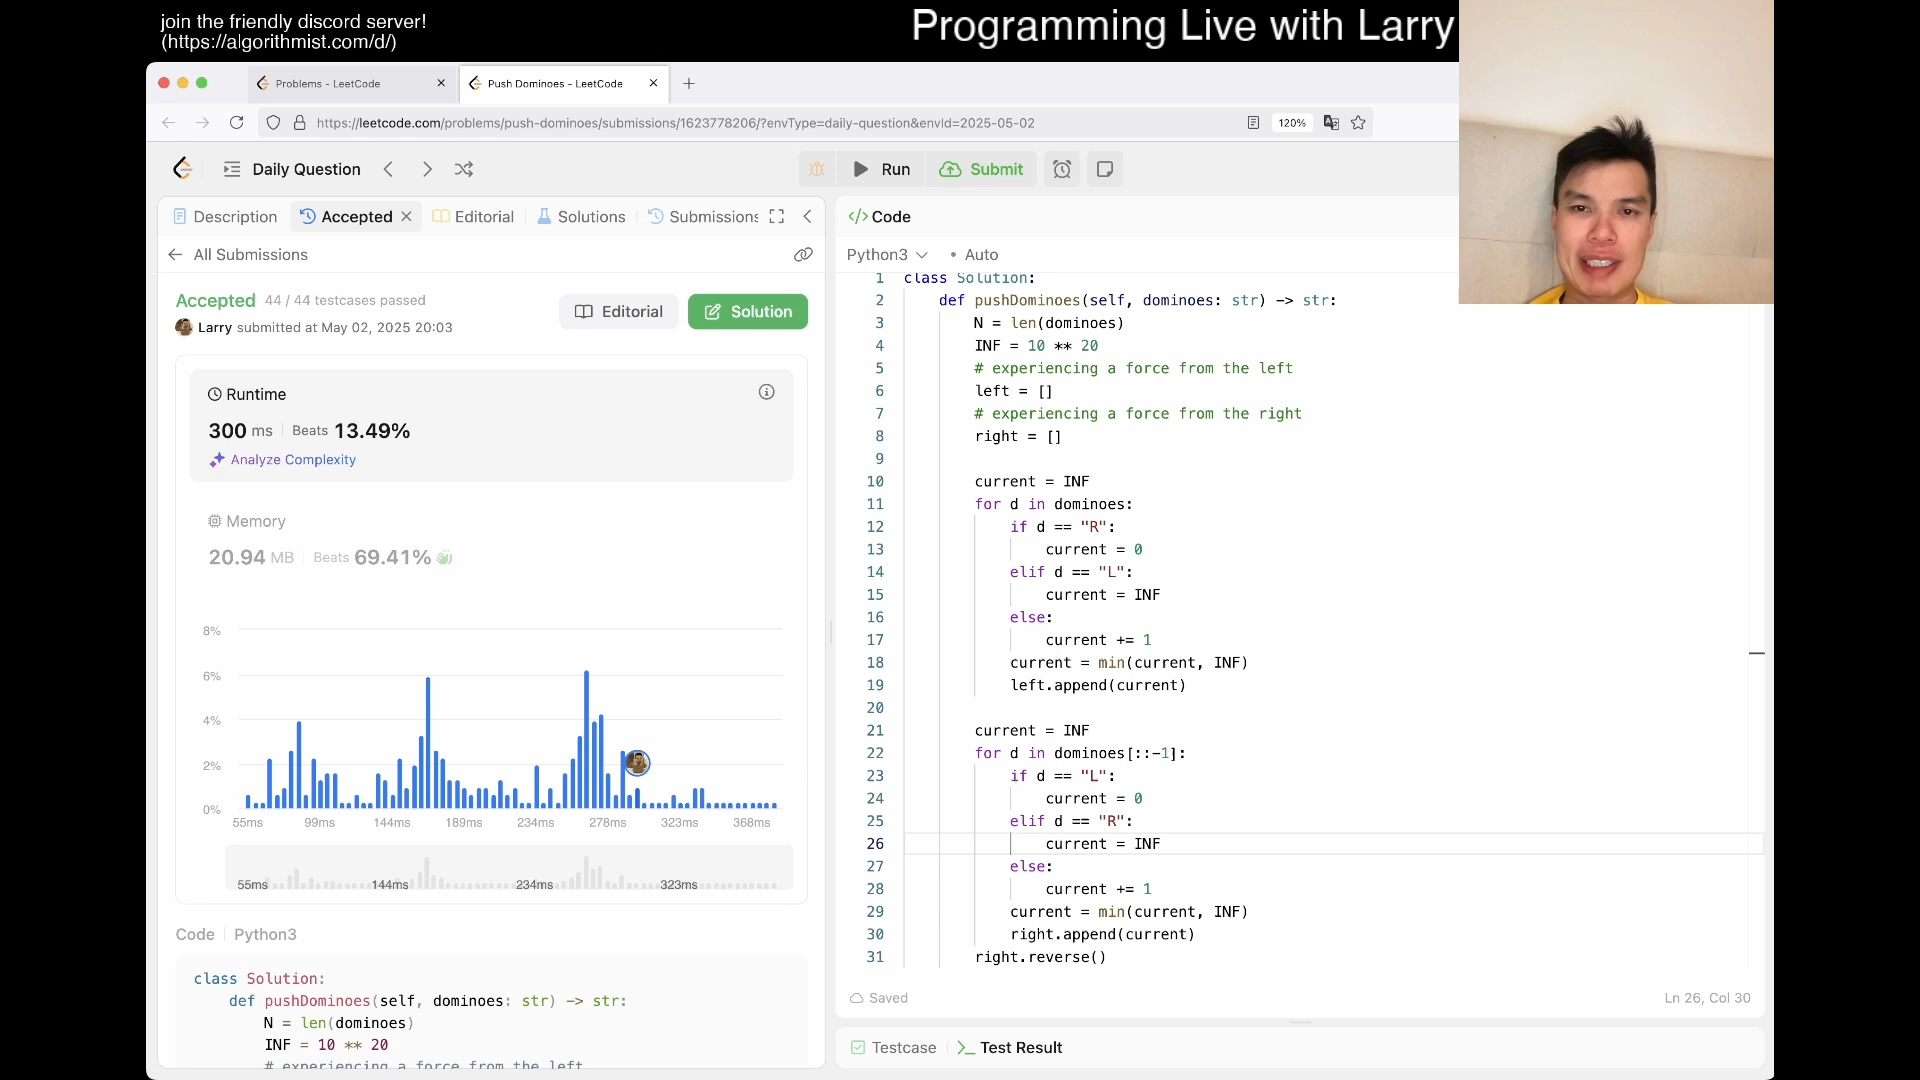 join the friendly discord server!
(https://algorithmist.com/d/)
Programming Live with Larry
Problems - LeetCode
Push Dominoes - LeetCode
https://leetcode.com/problems/push-dominoes/submissions/1623778206/?envType=daily-question&envId=2025-05-02
120%
Daily Question
Run
Submit
Description
Accepted
Editorial
Solutions
Submissions
All Submissions
Accepted 44 / 44 testcases passed
Larry submitted at May 02, 2025 20:03
Editorial
Solution
Runtime
300 ms Beats 13.49%
Analyze Complexity
Memory
20.94 MB Beats 69.41%
8%
6%
4%
2%
0%
55ms 99ms 144ms 189ms 234ms 278ms 323ms 368ms
55ms 144ms 234ms 323ms
Code Python3
class Solution:
def pushDominoes(self, dominoes: str) -> str:
N = len(dominoes)
INF = 10 ** 20
# experiencing a force from the left
</> Code
Python3 • Auto
1 class Solution:
2 def pushDominoes(self, dominoes: str) -> str:
3 N = len(dominoes)
4 INF = 10 ** 20
5 # experiencing a force from the left
6 left = []
7 # experiencing a force from the right
8 right = []
9
10 current = INF
11 for d in dominoes:
12 if d == "R":
13 current = 0
14 elif d == "L":
15 current = INF
16 else:
17 current += 1
18 current = min(current, INF)
19 left.append(current)
20
21 current = INF
22 for d in dominoes[::-1]:
23 if d == "L":
24 current = 0
25 elif d == "R":
26 current = INF
27 else:
28 current += 1
29 current = min(current, INF)
30 right.append(current)
31 right.reverse()
Saved
Ln 26, Col 30
Testcase
Test Result